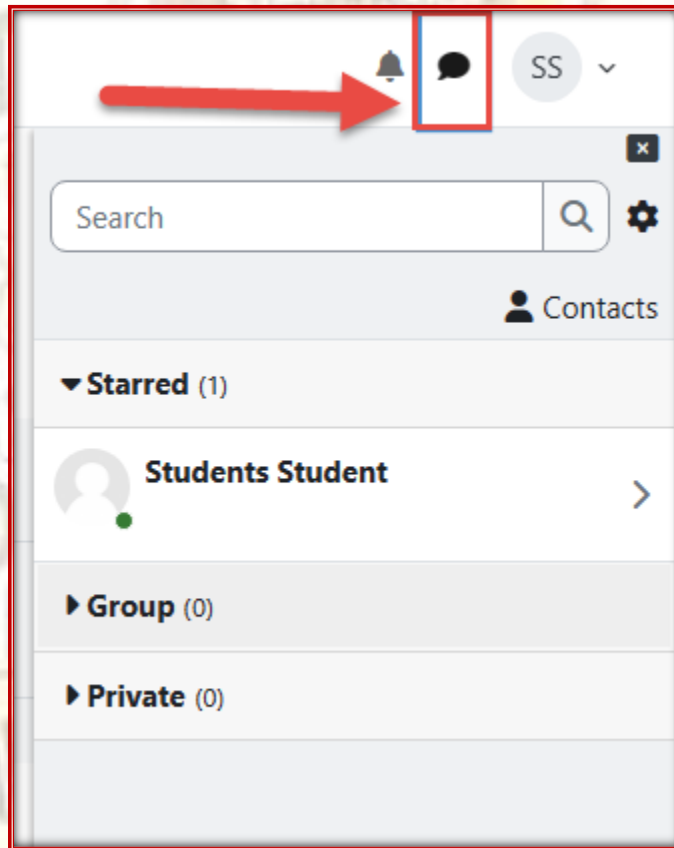 SS
Search
Contacts
Starred (1)
Students Student
Group (0)
Private (0)